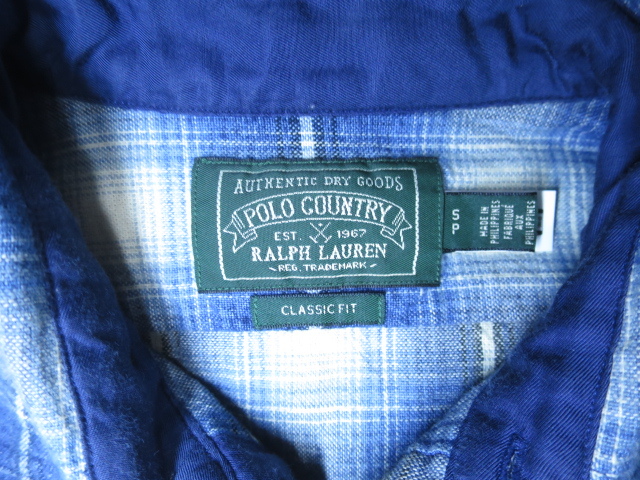 AUTHENTIC DRY GOODS
POLO COUNTRY
EST. 1967
RALPH LAUREN
REG. TRADEMARK
CLASSIC FIT
S
P
MADE IN
PHILIPPINES
FABRIQUÉ
AUX
PHILIPPINES